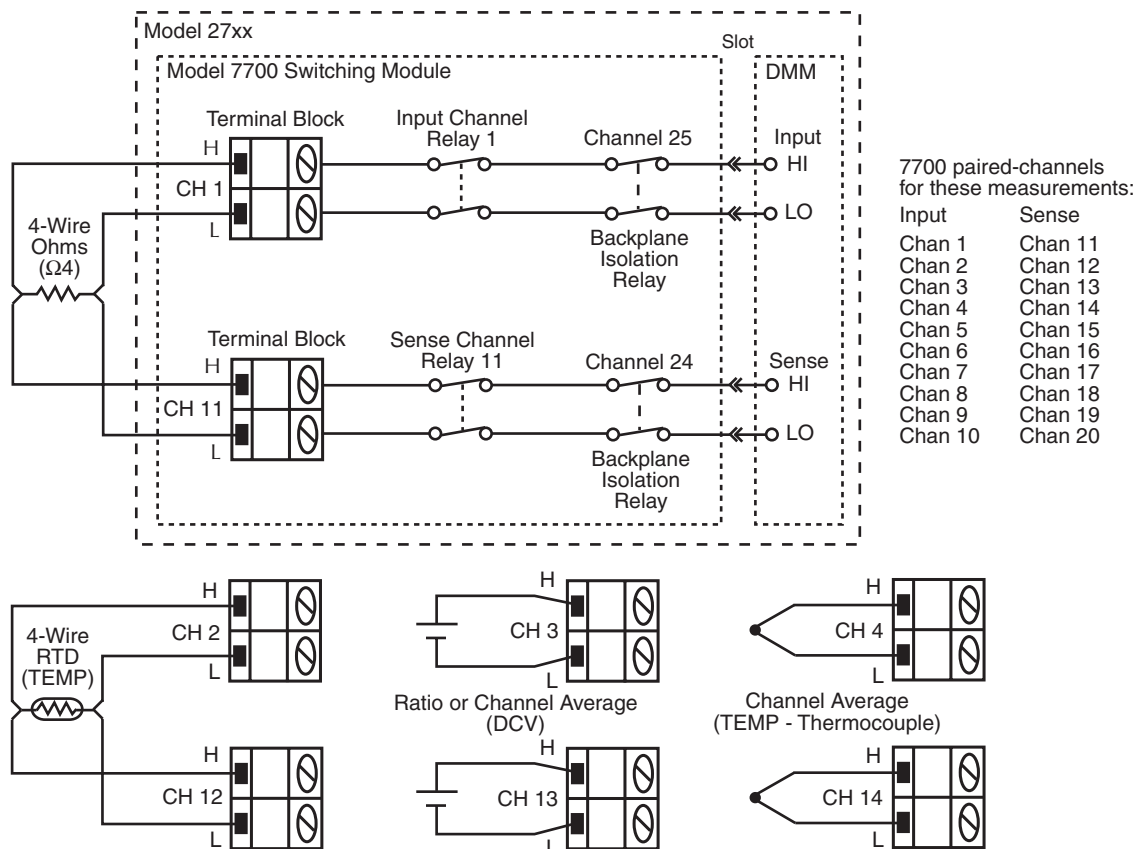 Model 27xx
Slot
Model 7700 Switching Module
DMM
Terminal Block
Input Channel
Relay 1
Channel 25
Input
H
HI
CH 1
L
LO
4-Wire
Ohms
(Ω4)
Backplane
Isolation
Relay
Terminal Block
Sense Channel
Relay 11
Channel 24
Sense
H
HI
CH 11
L
LO
Backplane
Isolation
Relay
7700 paired-channels
for these measurements:
Input Sense
Chan 1 Chan 11
Chan 2 Chan 12
Chan 3 Chan 13
Chan 4 Chan 14
Chan 5 Chan 15
Chan 6 Chan 16
Chan 7 Chan 17
Chan 8 Chan 18
Chan 9 Chan 19
Chan 10 Chan 20
H
CH 2
L
4-Wire
RTD
(TEMP)
H
CH 12
L
H
CH 3
L
Ratio or Channel Average
(DCV)
H
CH 13
L
H
CH 4
L
Channel Average
(TEMP - Thermocouple)
H
CH 14
L